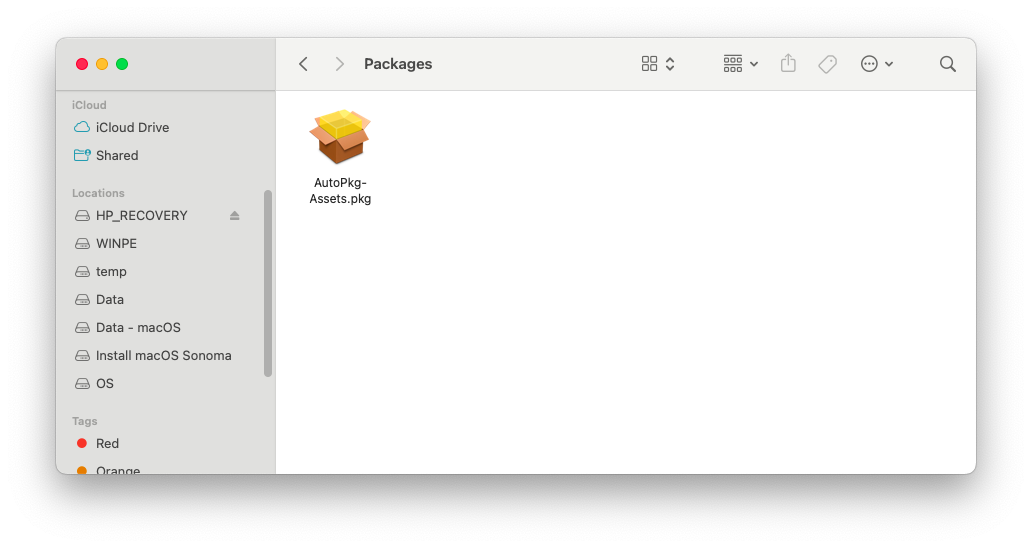 Packages
iCloud
iCloud Drive
Shared
Locations
HP_RECOVERY
WINPE
temp
Data
Data - macOS
Install macOS Sonoma
OS
Tags
Red
Orange
AutoPkg-
Assets.pkg